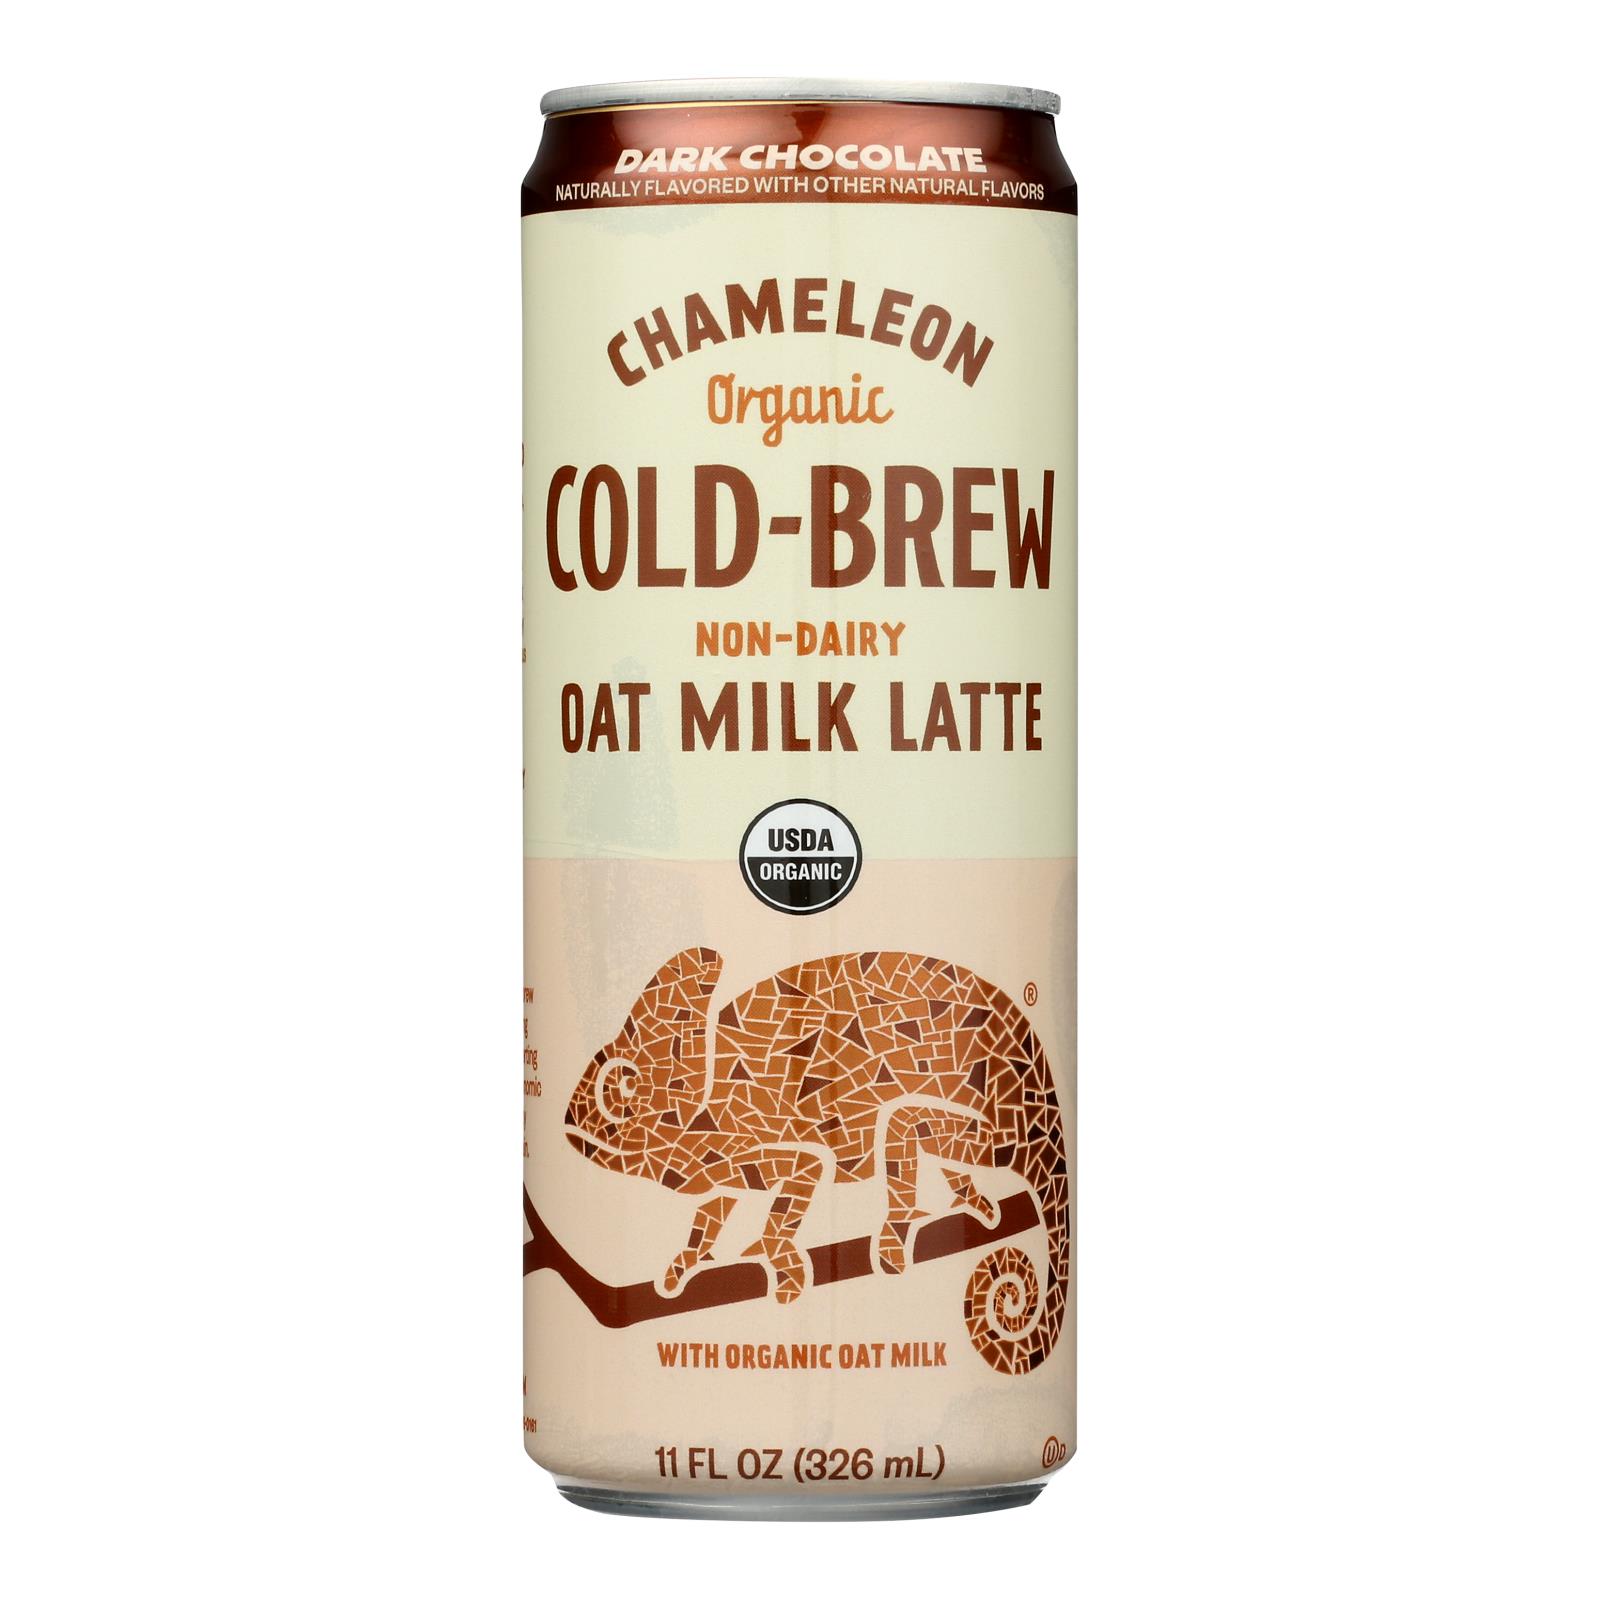 DARK CHOCOLATE
NATURALLY FLAVORED WITH OTHER NATURAL FLAVORS
CHAMELEON
Organic
COLD-BREW
NON-DAIRY
OAT MILK LATTE
USDA
ORGANIC
®
WITH ORGANIC OAT MILK
11 FL OZ (326 mL)
U D